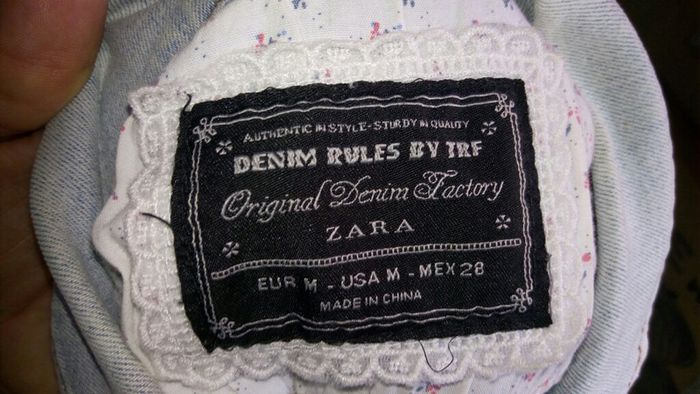 AUTHENTIC IN STYLE-STURDY IN QUALITY
DENIM RULES BY TRF
Original Denim Factory
ZARA
EUR M - USA M - MEX 28
MADE IN CHINA